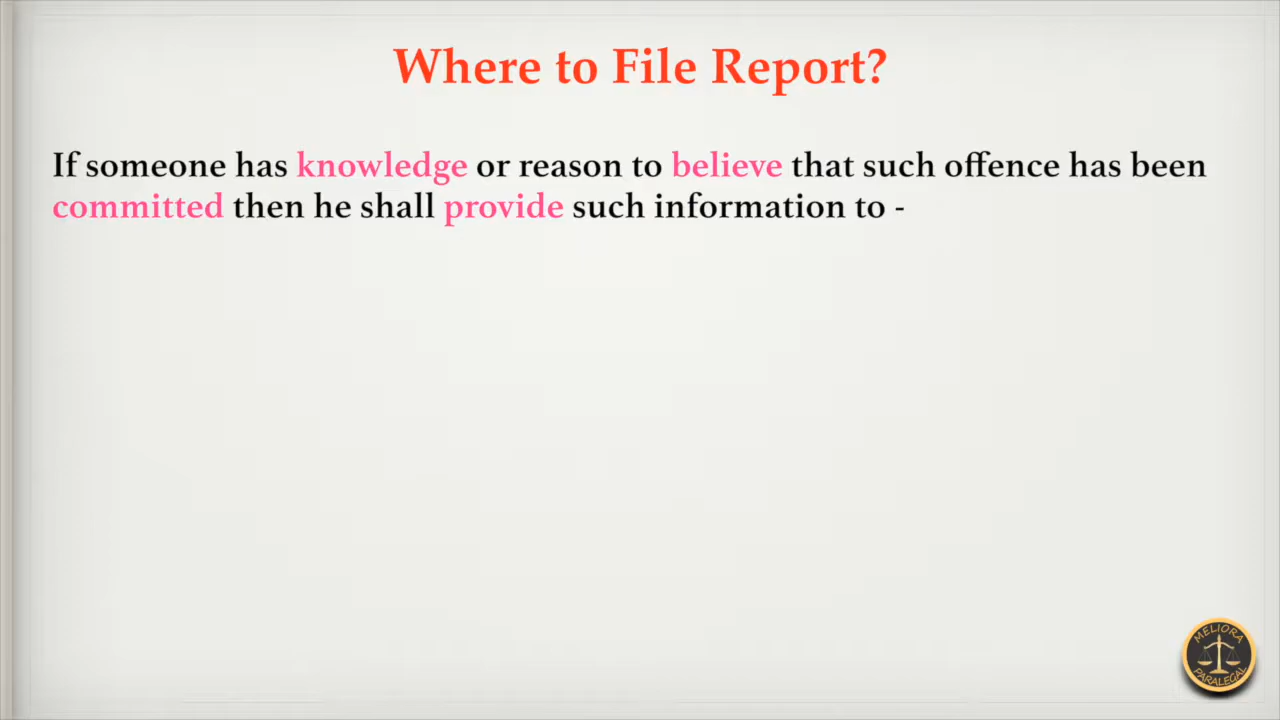 Where to File Report?
If someone has knowledge or reason to believe that such offence has been
committed then he shall provide such information to -
MELIORA
PARALEGAL